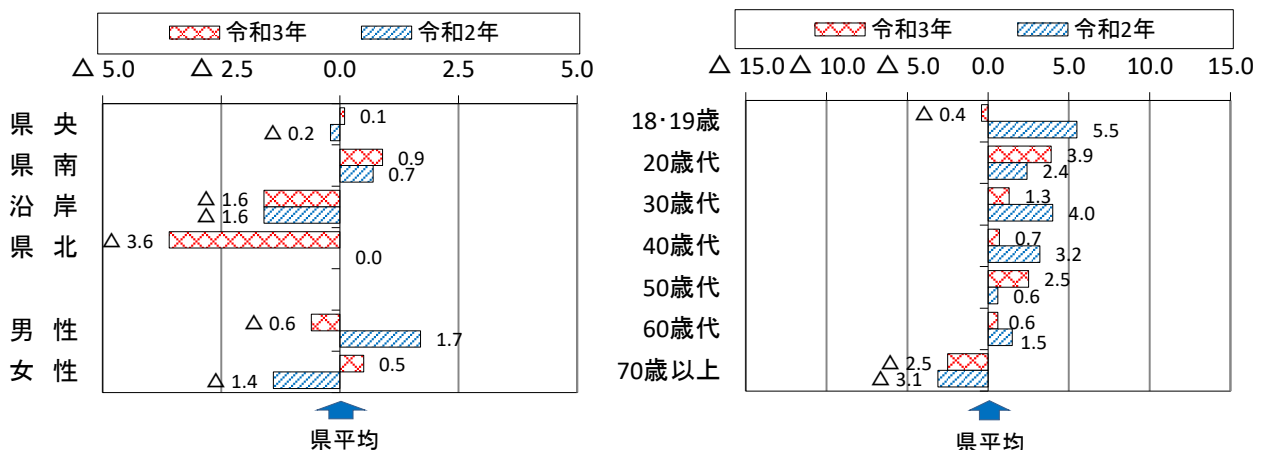 令和3年 令和2年
△ 5.0 △ 2.5 0.0 2.5 5.0
県 央 0.1
△ 0.2
県 南 0.9
0.7
沿 岸 △ 1.6
△ 1.6
県 北 △ 3.6
0.0
男 性 △ 0.6
1.7
女 性 0.5
△ 1.4
県平均
令和3年 令和2年
△ 15.0 △ 10.0 △ 5.0 0.0 5.0 10.0 15.0
18･19歳 △ 0.4
5.5
20歳代 3.9
2.4
30歳代 1.3
4.0
40歳代 0.7
3.2
50歳代 2.5
0.6
60歳代 0.6
1.5
70歳以上 △ 2.5
△ 3.1
県平均